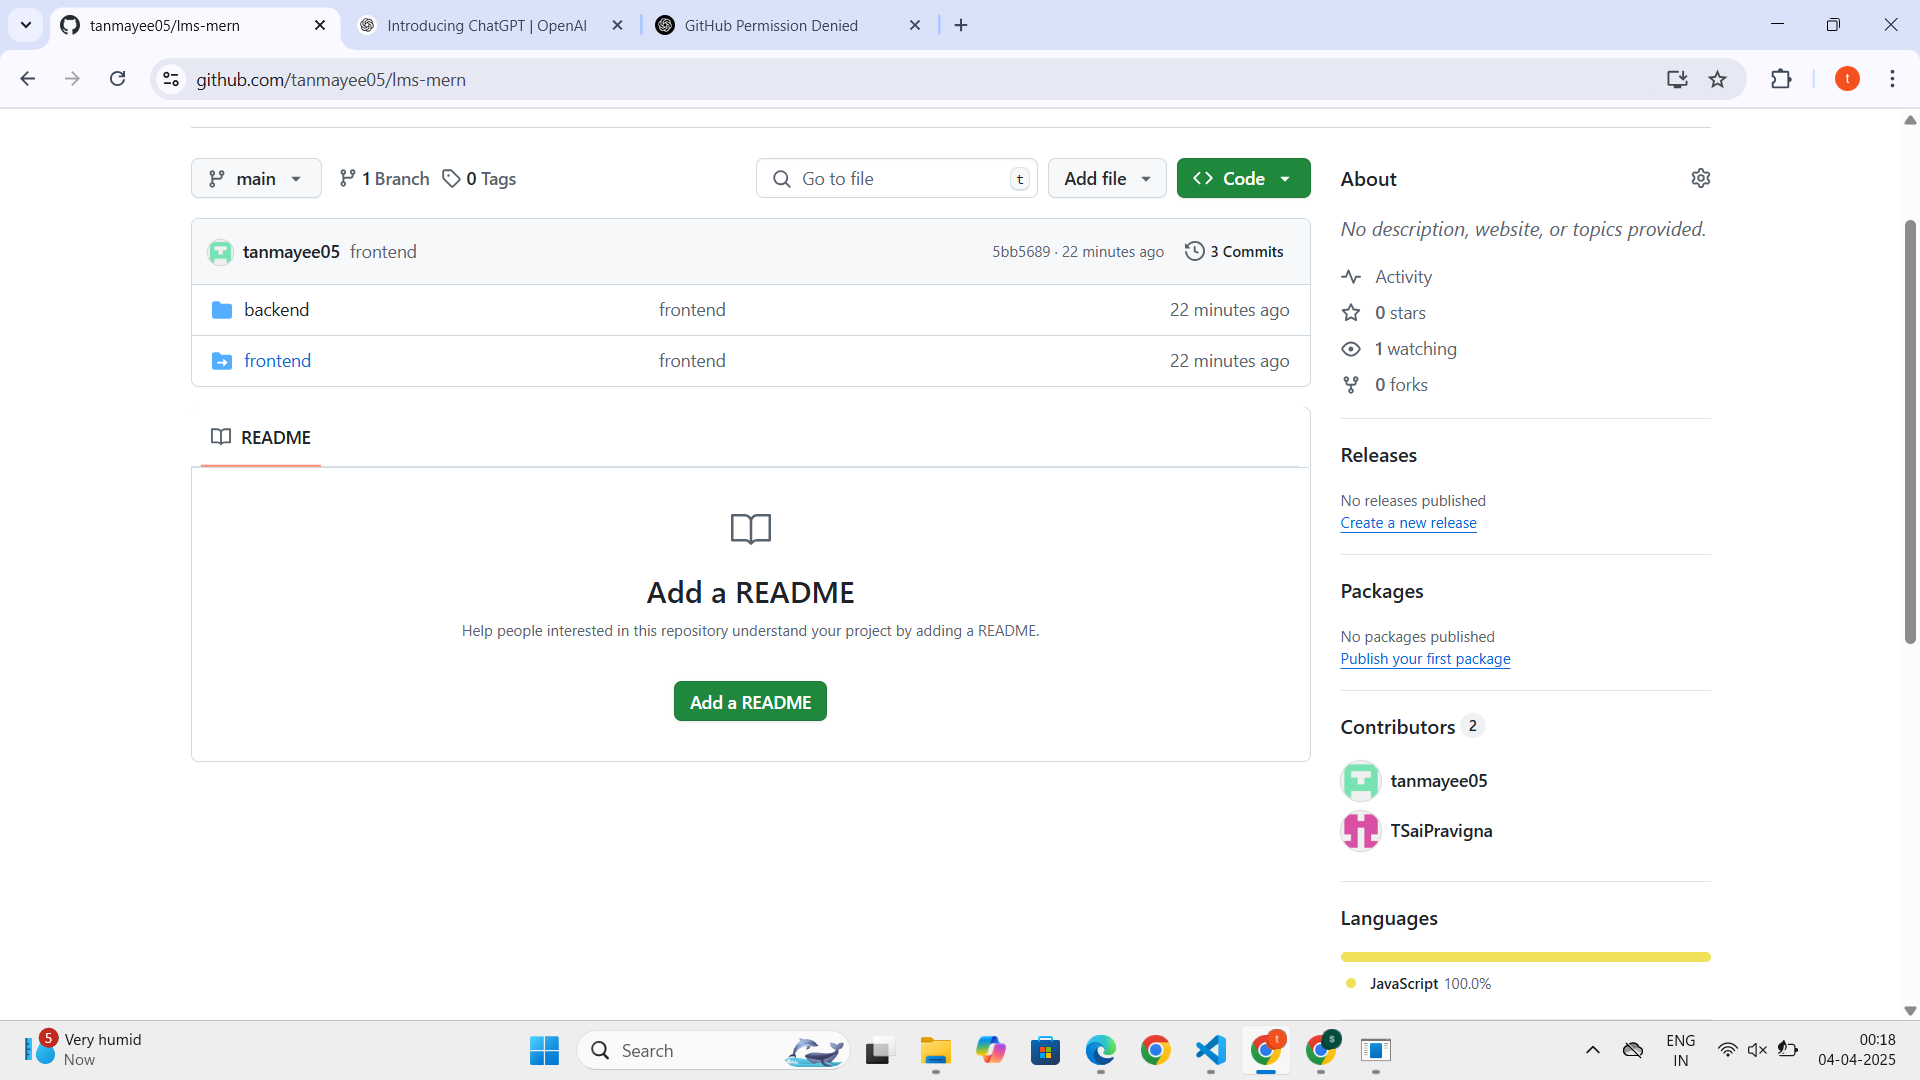 tanmayee05/lms-mern
Introducing ChatGPT | OpenAI
GitHub Permission Denied
github.com/tanmayee05/lms-mern
t
main
1 Branch
0 Tags
Go to file
t
Add file
Code
About
No description, website, or topics provided.
tanmayee05 frontend
5bb5689 · 22 minutes ago
3 Commits
Activity
backend frontend 22 minutes ago
0 stars
frontend frontend 22 minutes ago
1 watching
0 forks
README
Releases
No releases published
Create a new release
Add a README
Help people interested in this repository understand your project by adding a README.
Add a README
Packages
No packages published
Publish your first package
Contributors 2
tanmayee05
TSaiPravigna
Languages
JavaScript 100.0%
5
Very humid
Now
Search
t
s
ENG
IN
00:18
04-04-2025